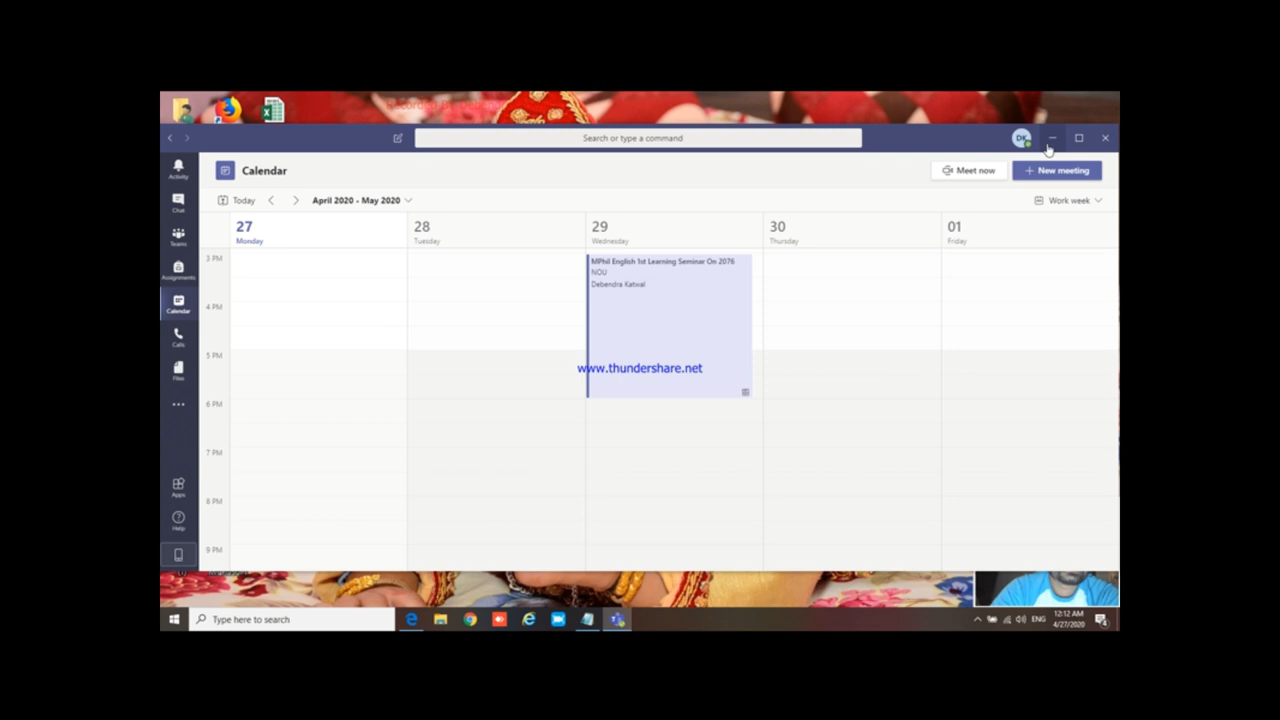 Search or type a command
DK
Activity
Calendar
Meet now
+ New meeting
Chat
Today
April 2020 - May 2020
Work week
Teams
27
28
29
30
01
Monday
Tuesday
Wednesday
Thursday
Friday
Assignments
3 PM
MPhil English 1st Learning Seminar On 2076
NOU
Debendra Katwal
Calendar
4 PM
Calls
5 PM
www.thundershare.net
Files
6 PM
7 PM
Apps
8 PM
Help
9 PM
Type here to search
ENG
12:12 AM
4/27/2020